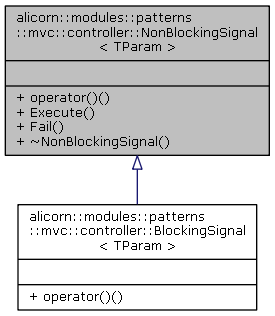 alicorn::modules::patterns
::mvc::controller::NonBlockingSignal
< TParam >
+ operator()()
+ Execute()
+ Fail()
+ ~NonBlockingSignal()
alicorn::modules::patterns
::mvc::controller::BlockingSignal
< TParam >
+ operator()()